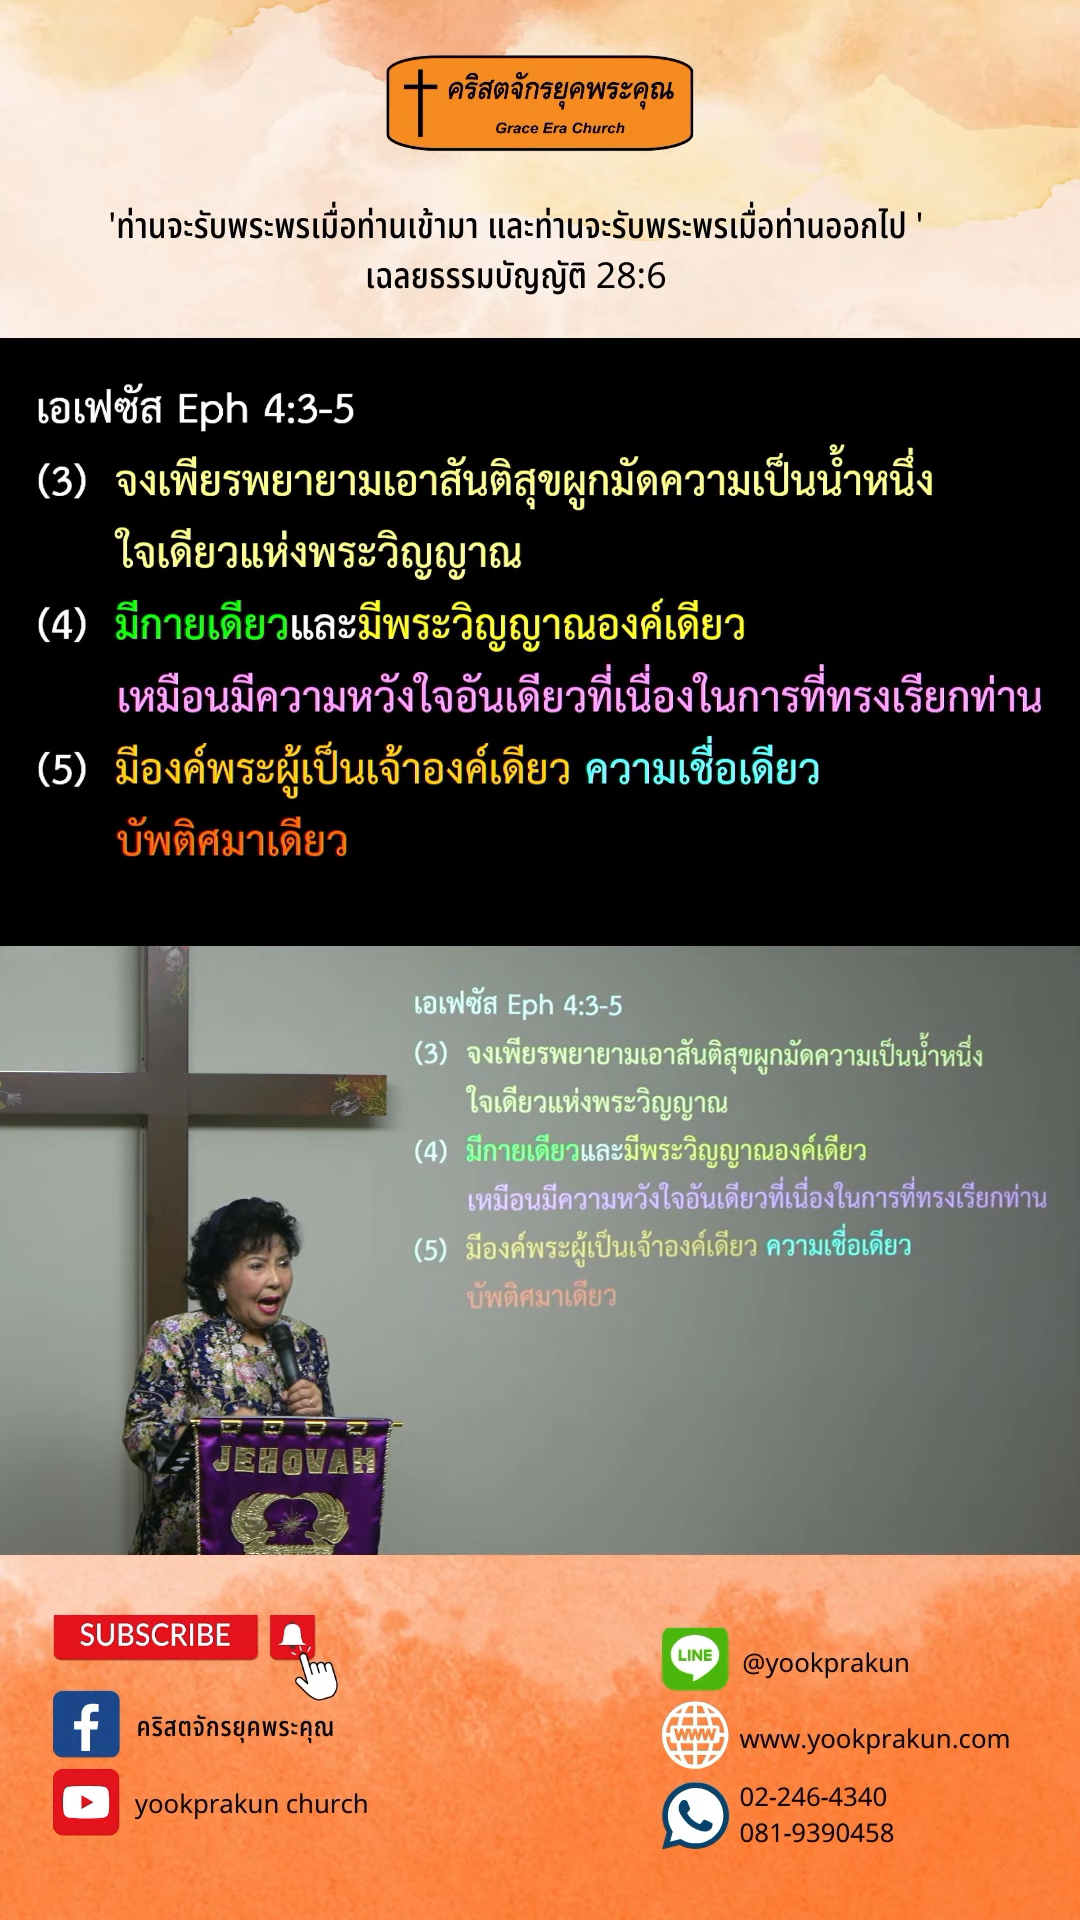 คริสตจักรยุคพระคุณ
Grace Era Church
'ท่านจะรับพระพรเมื่อท่านเข้ามา และท่านจะรับพระพรเมื่อท่านออกไป '
เฉลยธรรมบัญญัติ 28:6
เอเฟซัส Eph 4:3-5
(3) จงเพียรพยายามเอาสันติสุขผูกมัดความเป็นน้ำหนึ่ง
ใจเดียวแห่งพระวิญญาณ
(4) มีกายเดียวและมีพระวิญญาณองค์เดียว
เหมือนมีความหวังใจอันเดียวที่เนื่องในการที่ทรงเรียกท่าน
(5) มีองค์พระผู้เป็นเจ้าองค์เดียว ความเชื่อเดียว
บัพติศมาเดียว
เอเฟซัส Eph 4:3-5
(3) จงเพียรพยายามเอาสันติสุขผูกมัดความเป็นน้ำหนึ่ง
ใจเดียวแห่งพระวิญญาณ
(4) มีกายเดียวและมีพระวิญญาณองค์เดียว
เหมือนมีความหวังใจอันเดียวที่เนื่องในการที่ทรงเรียกท่าน
(5) มีองค์พระผู้เป็นเจ้าองค์เดียว ความเชื่อเดียว
บัพติศมาเดียว
JEHOVAH
SUBSCRIBE
คริสตจักรยุคพระคุณ
yookprakun church
LINE
@yookprakun
WWW
www.yookprakun.com
02-246-4340
081-9390458